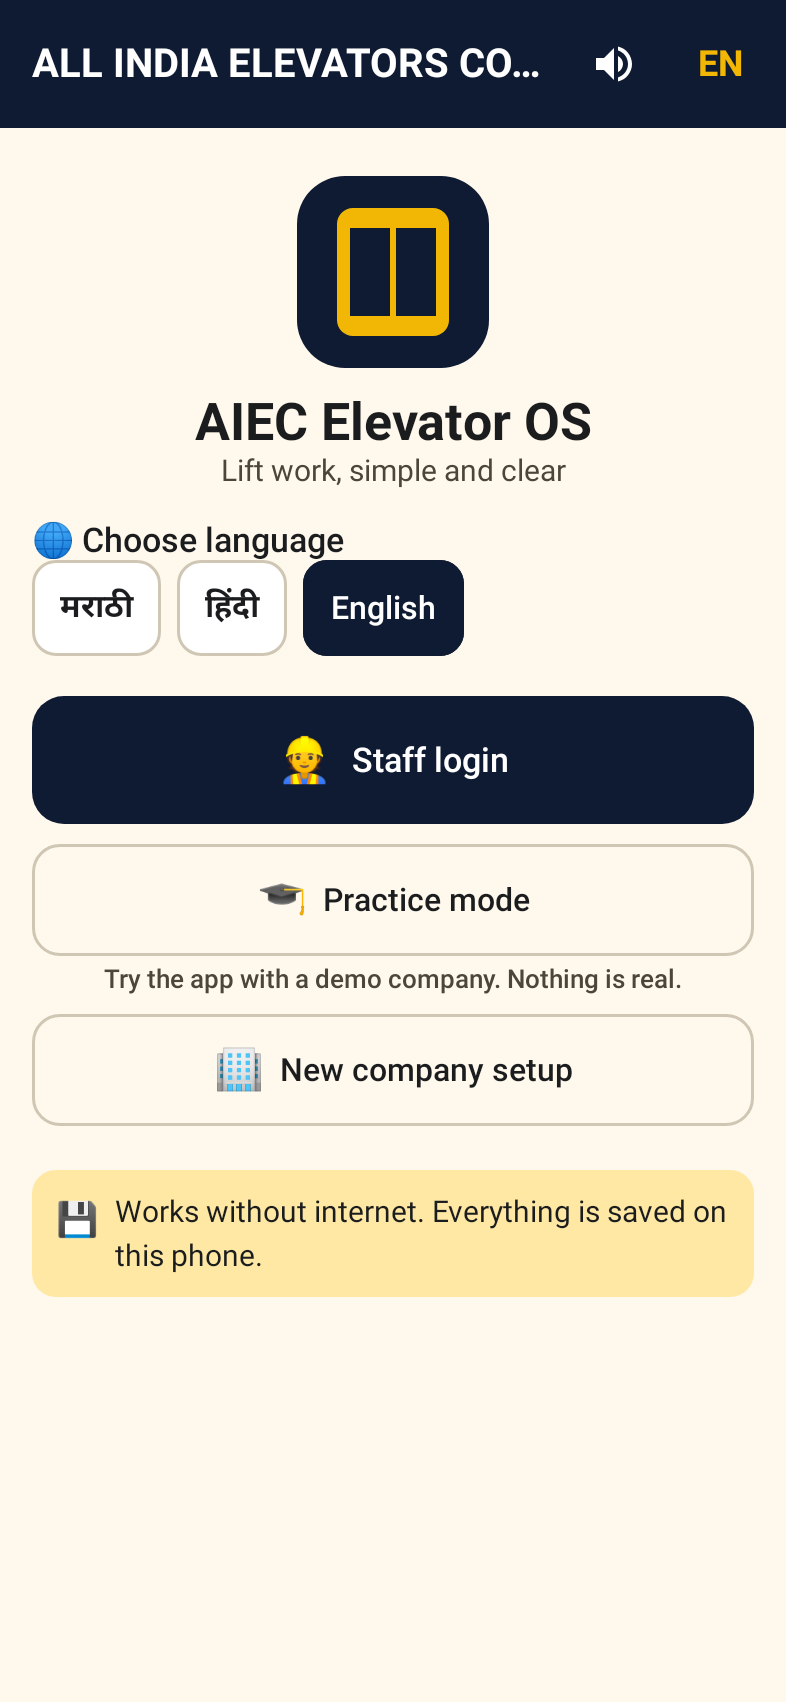 ALL INDIA ELEVATORS CO...
EN
AIEC Elevator OS
Lift work, simple and clear
Choose language
मराठी
हिंदी
English
Staff login
Practice mode
Try the app with a demo company. Nothing is real.
New company setup
Works without internet. Everything is saved on
this phone.